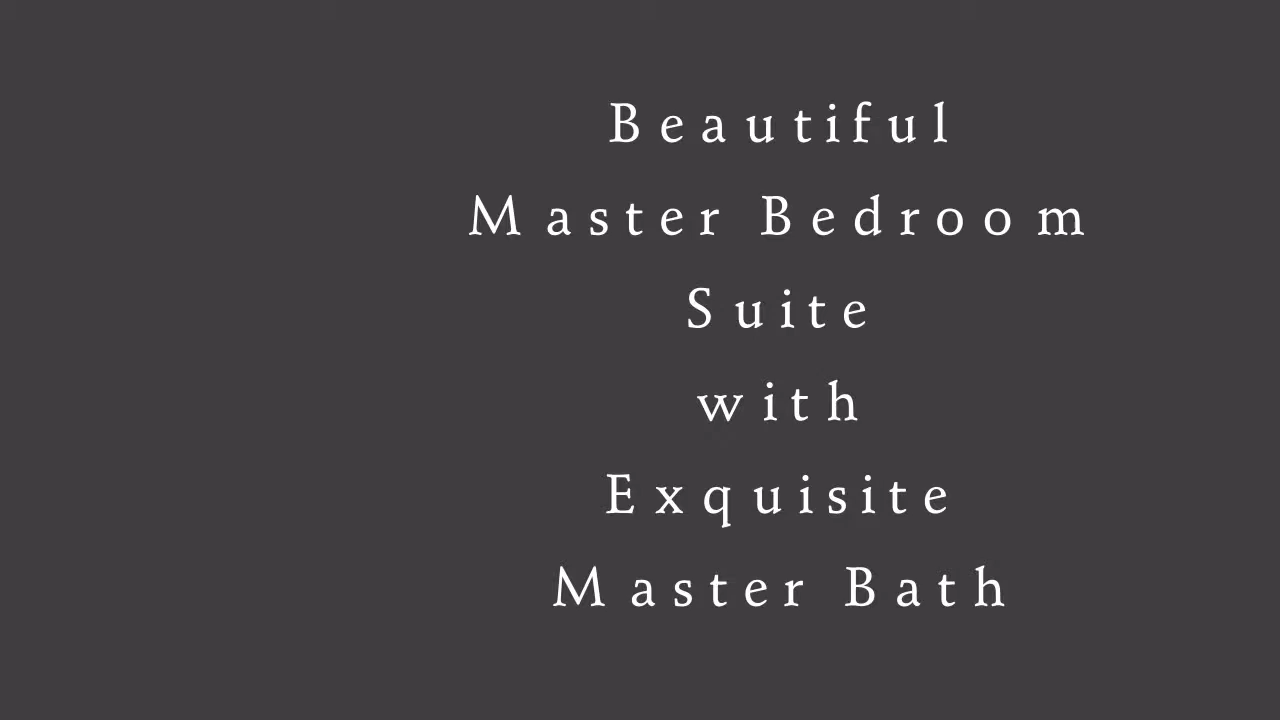 Beautiful
Master Bedroom
Suite
with
Exquisite
Master Bath